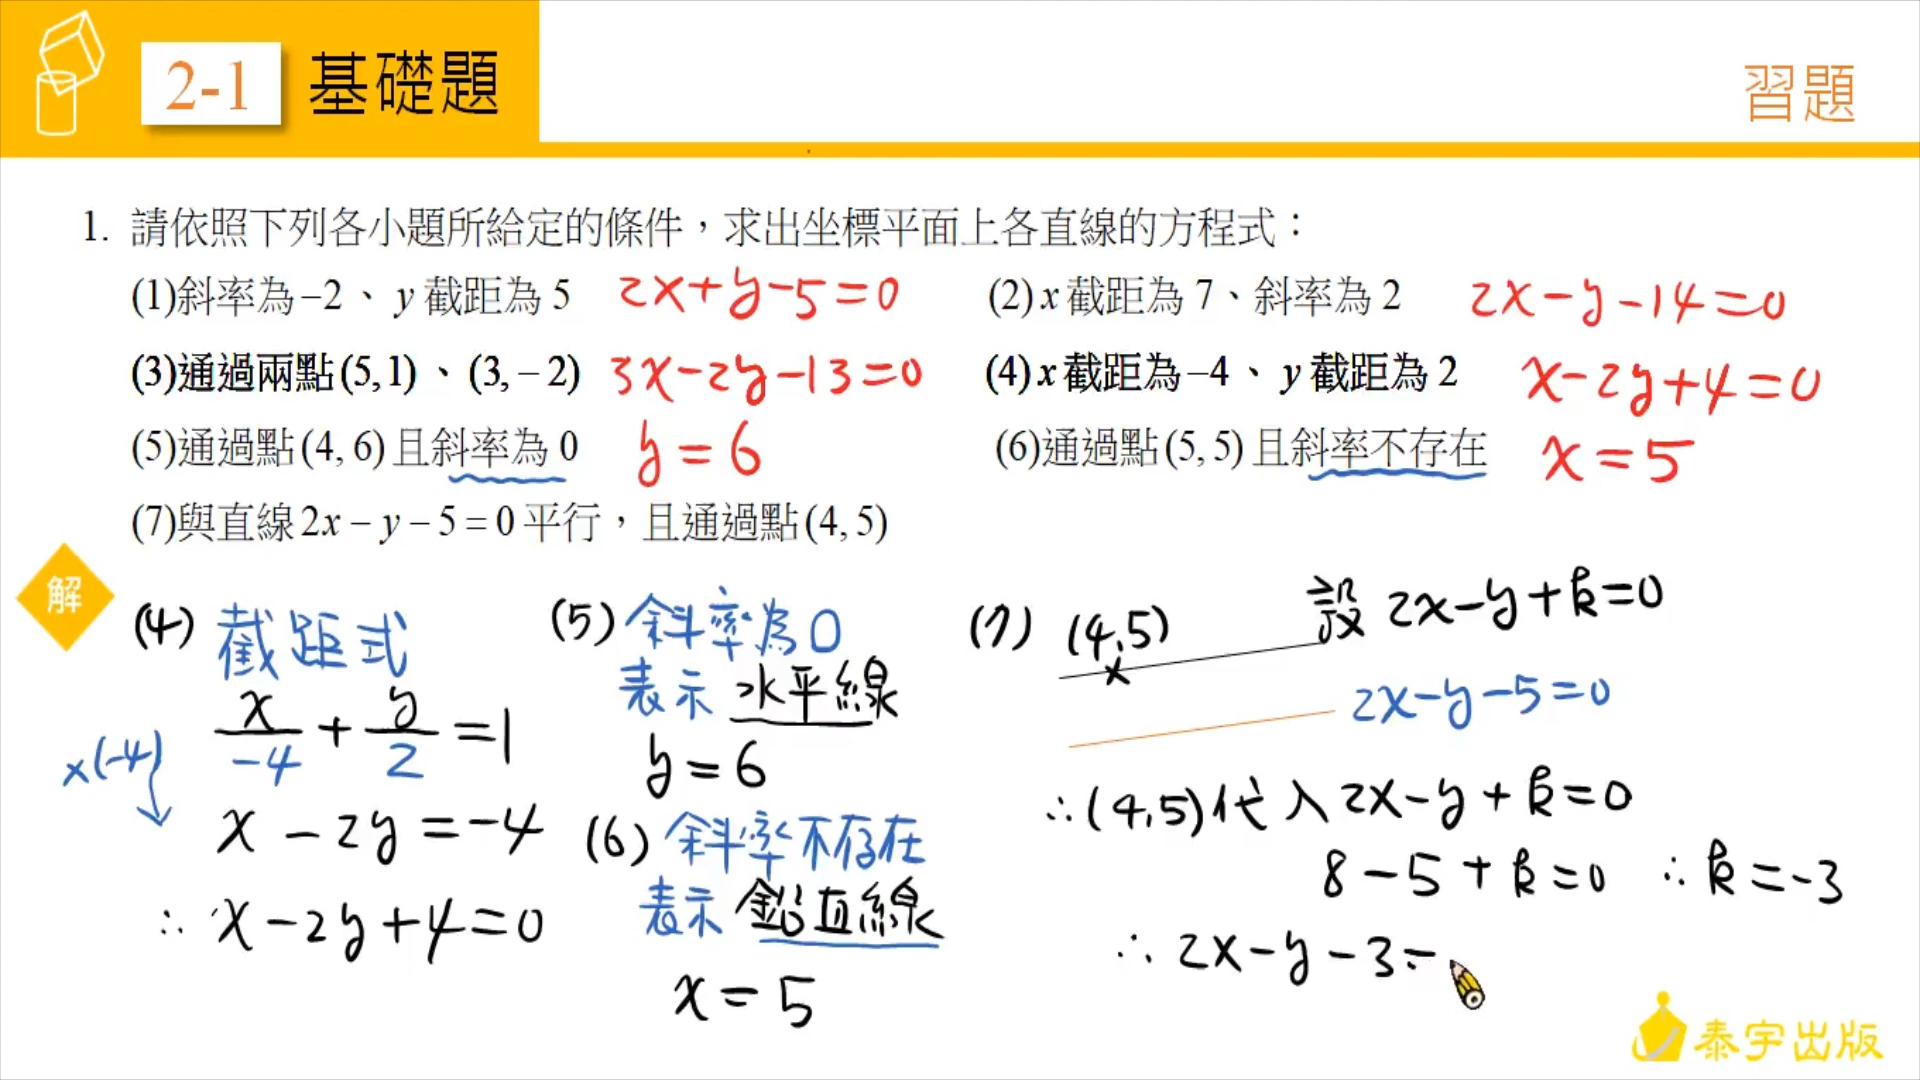 2-1 基礎題
習題
1. 請依照下列各小題所給定的條件，求出坐標平面上各直線的方程式：
(1)斜率為−2、y截距為5 2x+y−5=0
(2)x截距為7、斜率為2 2x−y−14=0
(3)通過兩點(5,1)、(3,−2) 3x−2y−13=0
(4)x截距為−4、y截距為2 x−2y+4=0
(5)通過點(4,6)且斜率為0 y=6
(6)通過點(5,5)且斜率不存在 x=5
(7)與直線2x−y−5=0平行，且通過點(4,5)
解
(4) 截距式
x/−4 + y/2 =1
×(−4)
x−2y=−4
∴ x−2y+4=0
(5) 斜率為0
表示 水平線
y=6
(6) 斜率不存在
表示 鉛直線
x=5
(7) (4,5) 設 2x−y+k=0
2x−y−5=0
∴(4,5)代入2x−y+k=0
8−5+k=0 ∴k=−3
∴ 2x−y−3=
泰宇出版